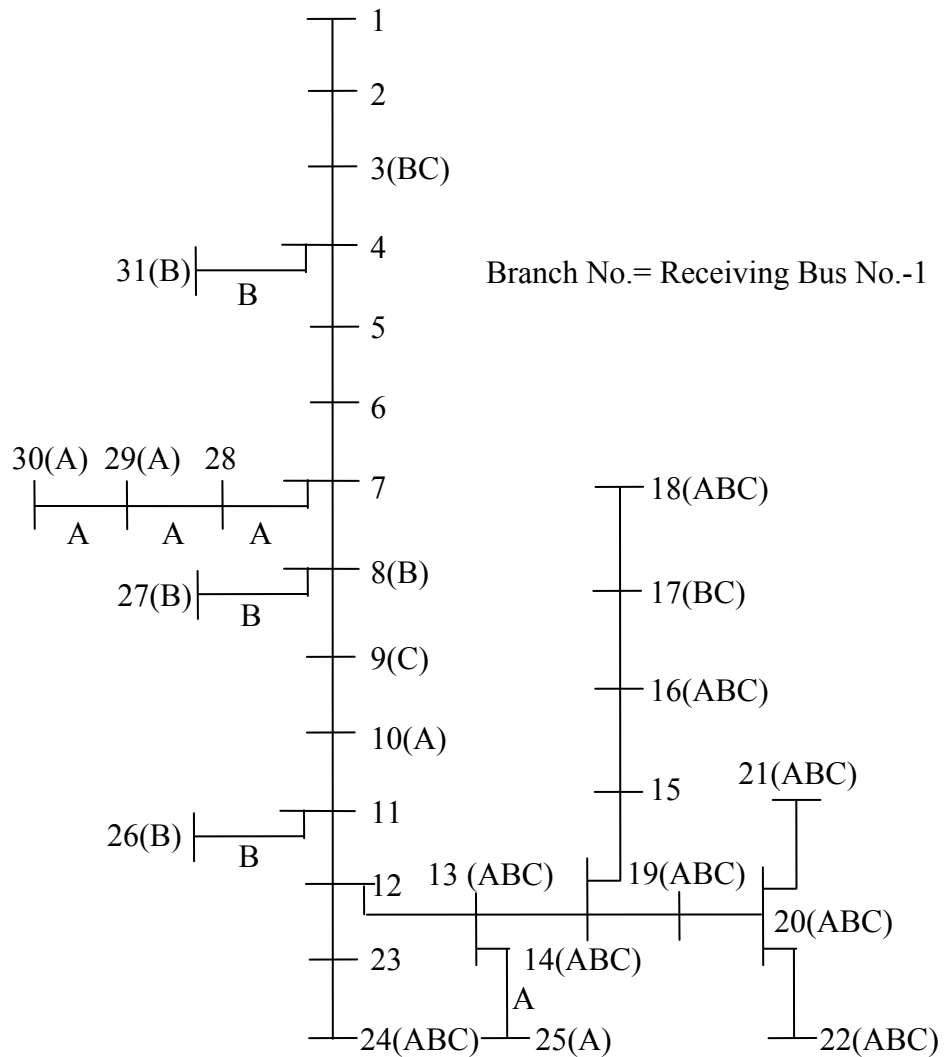 1
2
3(BC)
4
31(B)
B
Branch No.= Receiving Bus No.-1
5
6
30(A) 29(A) 28
7
A A A
18(ABC)
8(B)
27(B)
B
17(BC)
9(C)
16(ABC)
10(A)
21(ABC)
15
11
26(B)
B
12
13 (ABC)
19(ABC)
20(ABC)
23
14(ABC)
A
24(ABC)
25(A)
22(ABC)